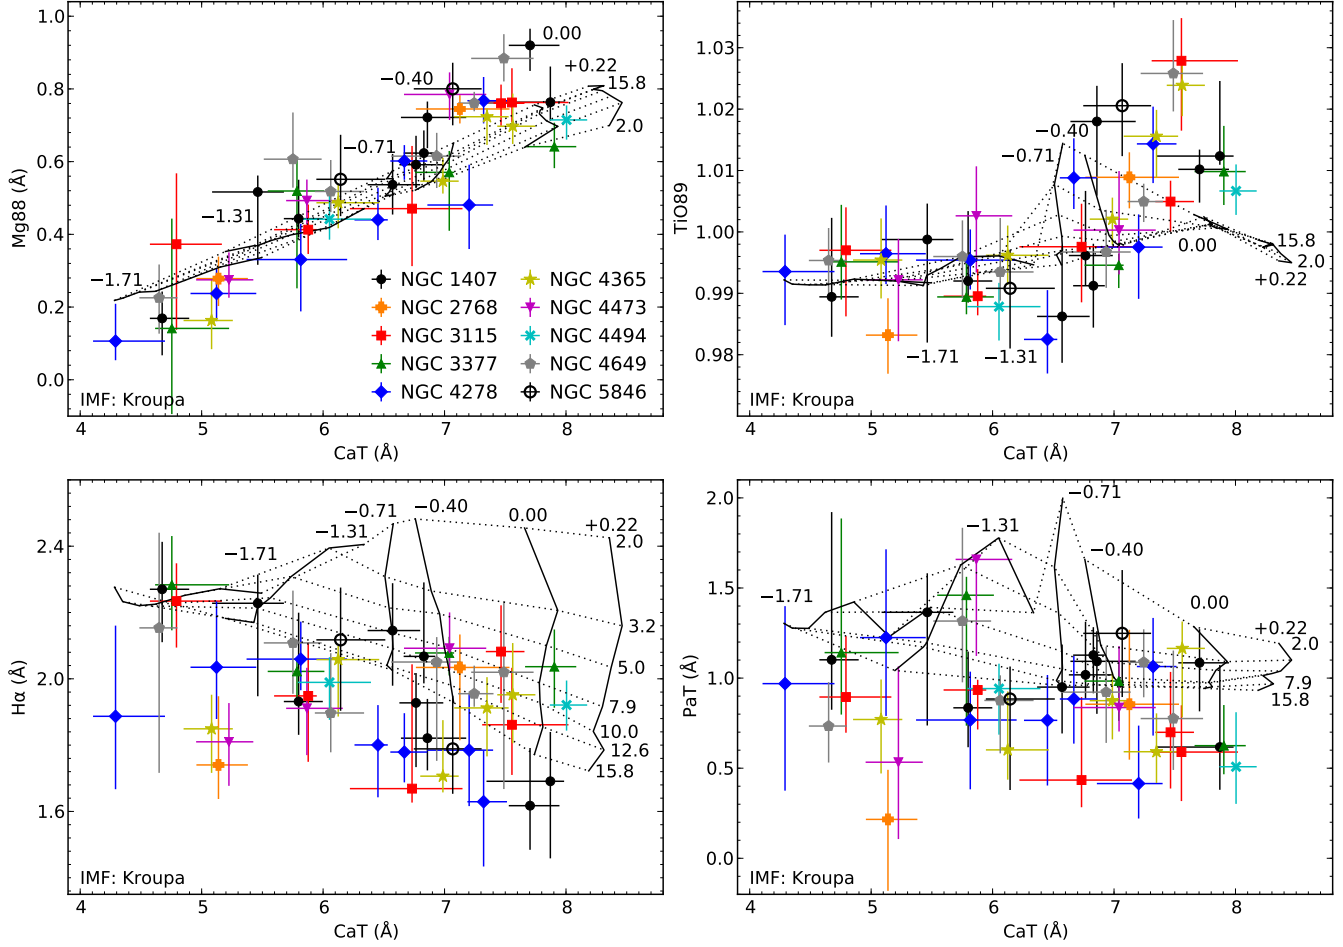 1.0
0.8
0.6
0.4
0.2
0.0
Mg88 (Å)
0.00
−0.40
+0.22
15.8
2.0
−0.71
−1.31
−1.71
NGC 1407
NGC 2768
NGC 3115
NGC 3377
NGC 4278
NGC 4365
NGC 4473
NGC 4494
NGC 4649
NGC 5846
IMF: Kroupa
4 5 6 7 8
CaT (Å)
1.03
1.02
1.01
1.00
0.99
0.98
TiO89
−0.40
−0.71
0.00
15.8
2.0
+0.22
−1.71
−1.31
IMF: Kroupa
4 5 6 7 8
CaT (Å)
2.4
2.2
2.0
1.8
1.6
Hα (Å)
−0.71
−0.40
−1.31
−1.71
0.00
+0.22
2.0
3.2
5.0
7.9
10.0
12.6
15.8
IMF: Kroupa
4 5 6 7 8
CaT (Å)
2.0
1.5
1.0
0.5
0.0
PaT (Å)
−0.71
−1.31
−0.40
−1.71
0.00
+0.22
2.0
7.9
15.8
IMF: Kroupa
4 5 6 7 8
CaT (Å)